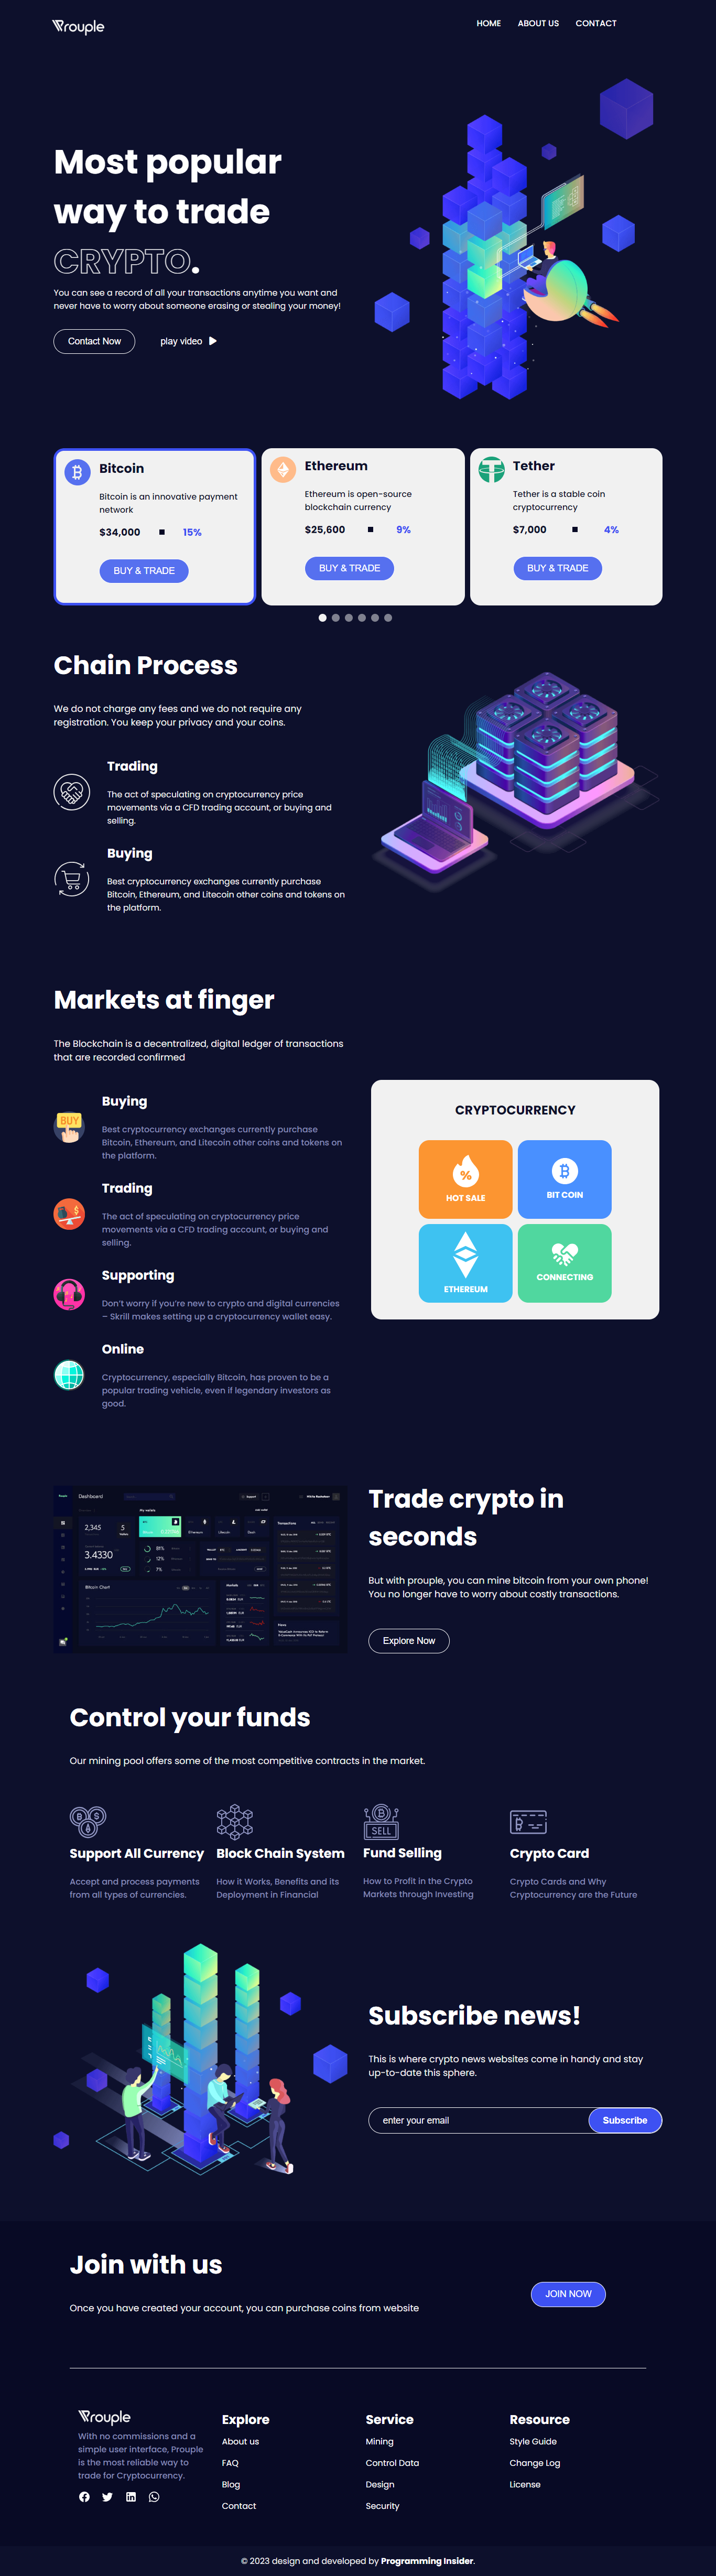 Prouple
HOME ABOUT US CONTACT
Most popular
way to trade
CRYPTO.
You can see a record of all your transactions anytime you want and
never have to worry about someone erasing or stealing your money!
Contact Now play video
Bitcoin
Bitcoin is an innovative payment
network
$34,000 15%
BUY & TRADE
Ethereum
Ethereum is open-source
blockchain currency
$25,600 9%
BUY & TRADE
Tether
Tether is a stable coin
cryptocurrency
$7,000 4%
BUY & TRADE
Chain Process
We do not charge any fees and we do not require any
registration. You keep your privacy and your coins.
Trading
The act of speculating on cryptocurrency price
movements via a CFD trading account, or buying and
selling.
Buying
Best cryptocurrency exchanges currently purchase
Bitcoin, Ethereum, and Litecoin other coins and tokens on
the platform.
Markets at finger
The Blockchain is a decentralized, digital ledger of transactions
that are recorded confirmed
BUY
Buying
Best cryptocurrency exchanges currently purchase
Bitcoin, Ethereum, and Litecoin other coins and tokens on
the platform.
Trading
The act of speculating on cryptocurrency price
movements via a CFD trading account, or buying and
selling.
Supporting
Don't worry if you're new to crypto and digital currencies
– Skrill makes setting up a cryptocurrency wallet easy.
Online
Cryptocurrency, especially Bitcoin, has proven to be a
popular trading vehicle, even if legendary investors as
good.
CRYPTOCURRENCY
%
HOT SALE
BIT COIN
ETHEREUM
CONNECTING
Dashboard
My wallets
2,345
5
3.4330
81%
12%
7%
Bitcoin Chart
Markets
Transactions
News
Trade crypto in
seconds
But with prouple, you can mine bitcoin from your own phone!
You no longer have to worry about costly transactions.
Explore Now
Control your funds
Our mining pool offers some of the most competitive contracts in the market.
Support All Currency
Accept and process payments
from all types of currencies.
Block Chain System
How it Works, Benefits and its
Deployment in Financial
SELL
Fund Selling
How to Profit in the Crypto
Markets through Investing
Crypto Card
Crypto Cards and Why
Cryptocurrency are the Future
Subscribe news!
This is where crypto news websites come in handy and stay
up-to-date this sphere.
enter your email Subscribe
Join with us
Once you have created your account, you can purchase coins from website
JOIN NOW
Prouple
With no commissions and a
simple user interface, Prouple
is the most reliable way to
trade for Cryptocurrency.
Explore
About us
FAQ
Blog
Contact
Service
Mining
Control Data
Design
Security
Resource
Style Guide
Change Log
License
© 2023 design and developed by Programming Insider.